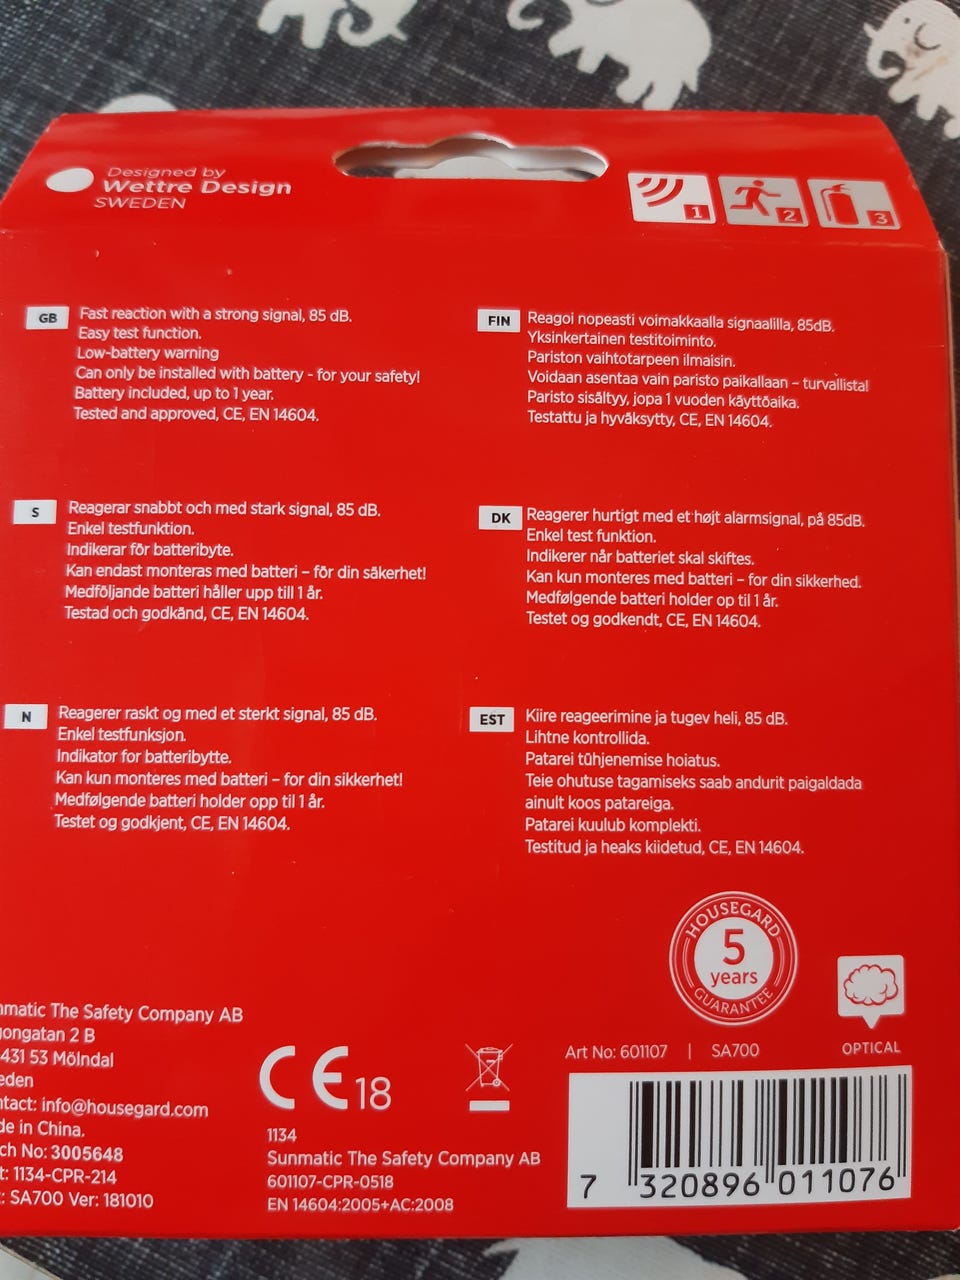 Designed by
Wettre Design
SWEDEN
1
2
3
GB
Fast reaction with a strong signal, 85 dB.
Easy test function.
Low-battery warning
Can only be installed with battery - for your safety!
Battery included, up to 1 year.
Tested and approved, CE, EN 14604.
FIN
Reagoi nopeasti voimakkaalla signaalilla, 85dB.
Yksinkertainen testitoiminto.
Pariston vaihtotarpeen ilmaisin.
Voidaan asentaa vain paristo paikallaan – turvallista!
Paristo sisältyy, jopa 1 vuoden käyttöaika.
Testattu ja hyväksytty, CE, EN 14604.
S
Reagerar snabbt och med stark signal, 85 dB.
Enkel testfunktion.
Indikerar för batteribyte.
Kan endast monteras med batteri – för din säkerhet!
Medföljande batteri håller upp till 1 år.
Testad och godkänd, CE, EN 14604.
DK
Reagerer hurtigt med et højt alarmsignal, på 85dB.
Enkel test funktion.
Indikerer når batteriet skal skiftes.
Kan kun monteres med batteri – for din sikkerhed.
Medfølgende batteri holder op til 1 år.
Testet og godkendt, CE, EN 14604.
N
Reagerer raskt og med et sterkt signal, 85 dB.
Enkel testfunksjon.
Indikator for batteribytte.
Kan kun monteres med batteri – for din sikkerhet!
Medfølgende batteri holder opp til 1 år.
Testet og godkjent, CE, EN 14604.
EST
Kiire reageerimine ja tugev heli, 85 dB.
Lihtne kontrollida.
Patarei tühjenemise hoiatus.
Teie ohutuse tagamiseks saab andurit paigaldada
ainult koos patareiga.
Patarei kuulub komplekti.
Testitud ja heaks kiidetud, CE, EN 14604.
HOUSEGARD
5
years
GUARANTEE
OPTICAL
Art No: 601107 | SA700
7 320896 011076
The Safety Company AB
2 B
431 53 Mölndal
info@housegard.com
in China.
No: 3005648
1134-CPR-214
SA700 Ver: 181010
CE 18
1134
Sunmatic The Safety Company AB
601107-CPR-0518
EN 14604:2005+AC:2008